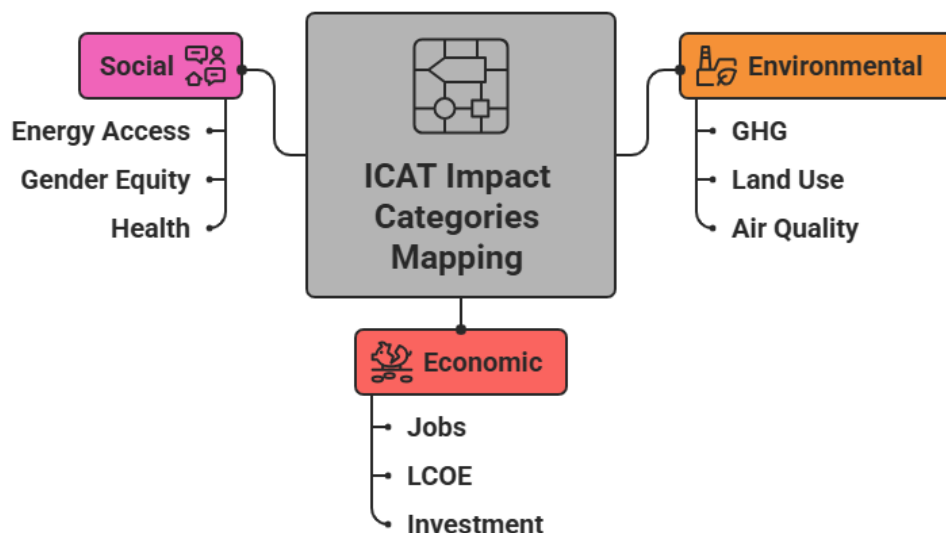 Social
Energy Access
Gender Equity
Health
ICAT Impact
Categories
Mapping
Environmental
GHG
Land Use
Air Quality
Economic
Jobs
LCOE
Investment